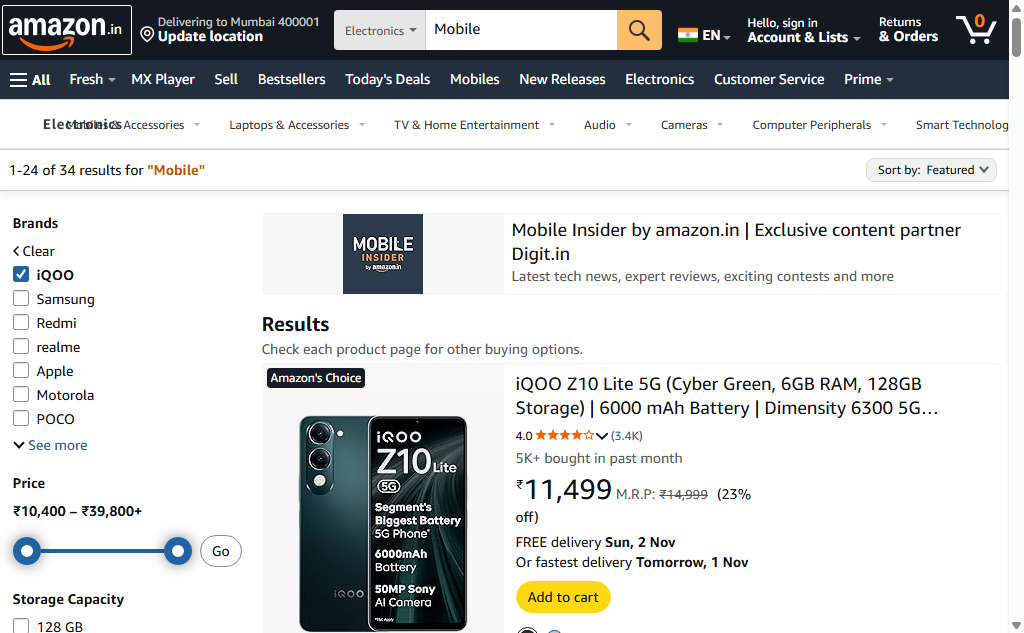 amazon.in
Delivering to Mumbai 400001
Update location
Electronics
Mobile
EN
Hello, sign in
Account & Lists
Returns
& Orders
0
All
Fresh
MX Player
Sell
Bestsellers
Today's Deals
Mobiles
New Releases
Electronics
Customer Service
Prime
Electronics
Mobiles & Accessories
Laptops & Accessories
TV & Home Entertainment
Audio
Cameras
Computer Peripherals
Smart Technolog
1-24 of 34 results for "Mobile"
Sort by: Featured
Brands
Clear
iQOO
Samsung
Redmi
realme
Apple
Motorola
POCO
See more
Price
₹10,400 – ₹39,800+
Go
Storage Capacity
128 GB
MOBILE
INSIDER
by amazon.in
Mobile Insider by amazon.in | Exclusive content partner
Digit.in
Latest tech news, expert reviews, exciting contests and more
Results
Check each product page for other buying options.
Amazon's Choice
iQOO
Z10 Lite
5G
Segment's
Biggest Battery
5G Phone*
6000mAh
Battery
50MP Sony
AI Camera
iQOO
iQOO Z10 Lite 5G (Cyber Green, 6GB RAM, 128GB
Storage) | 6000 mAh Battery | Dimensity 6300 5G…
4.0 (3.4K)
5K+ bought in past month
₹11,499 M.R.P: ₹14,999 (23%
off)
FREE delivery Sun, 2 Nov
Or fastest delivery Tomorrow, 1 Nov
Add to cart